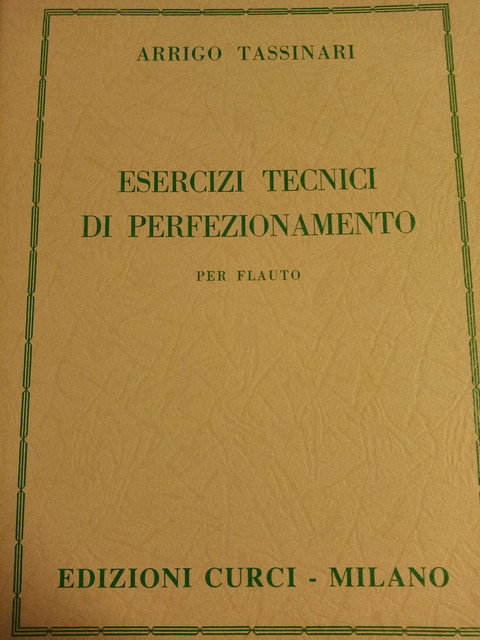 ARRIGO TASSINARI
ESERCIZI TECNICI
DI PERFEZIONAMENTO
PER FLAUTO
EDIZIONI CURCI - MILANO